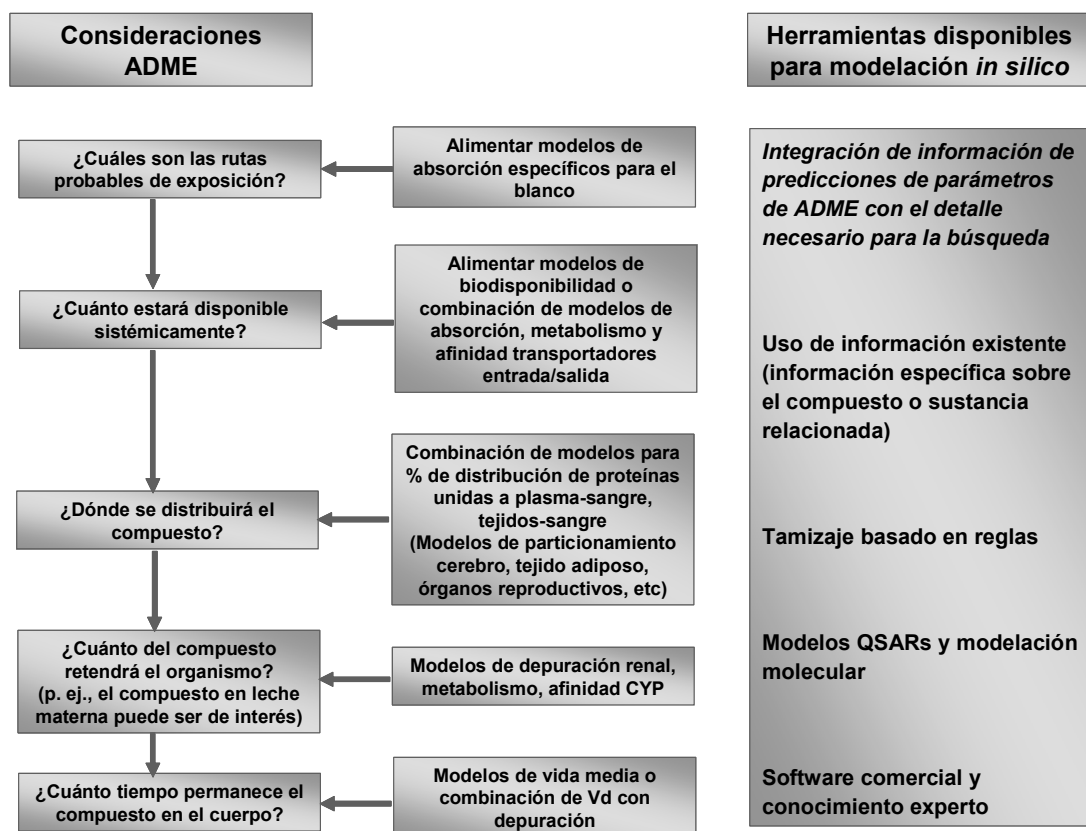 Consideraciones
ADME
Herramientas disponibles
para modelación in silico
¿Cuáles son las rutas
probables de exposición?
Alimentar modelos de
absorción específicos para el
blanco
¿Cuánto estará disponible
sistémicamente?
Alimentar modelos de
biodisponibilidad o
combinación de modelos de
absorción, metabolismo y
afinidad transportadores
entrada/salida
¿Dónde se distribuirá el
compuesto?
Combinación de modelos para
% de distribución de proteínas
unidas a plasma-sangre,
tejidos-sangre
(Modelos de particionamiento
cerebro, tejido adiposo,
órganos reproductivos, etc)
¿Cuánto del compuesto
retendrá el organismo?
(p. ej., el compuesto en leche
materna puede ser de interés)
Modelos de depuración renal,
metabolismo, afinidad CYP
¿Cuánto tiempo permanece el
compuesto en el cuerpo?
Modelos de vida media o
combinación de Vd con
depuración
Integración de información de
predicciones de parámetros
de ADME con el detalle
necesario para la búsqueda
Uso de información existente
(información específica sobre
el compuesto o sustancia
relacionada)
Tamizaje basado en reglas
Modelos QSARs y modelación
molecular
Software comercial y
conocimiento experto